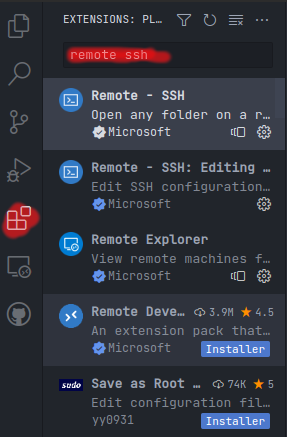 EXTENSIONS: PL…
remote ssh
Remote - SSH
Open any folder on a r…
Microsoft
Remote - SSH: Editing …
Edit SSH configuration…
Microsoft
Remote Explorer
View remote machines f…
Microsoft
Remote Deve… 3.9M 4.5
An extension pack that…
Microsoft Installer
sudo Save as Root … 74K 5
Edit configuration fil…
yy0931 Installer